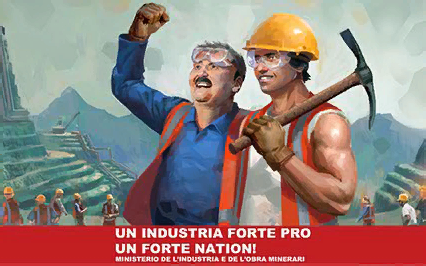 UN INDUSTRIA FORTE PRO
UN FORTE NATION!
MINISTERIO DE L'INDUSTRIA E DE L'OBRA MINERARI